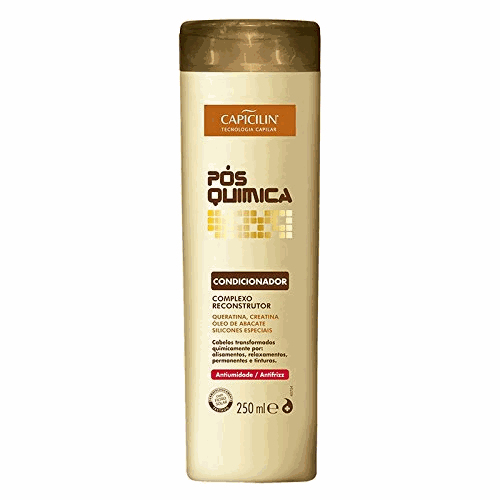 CAPICILIN
TECNOLOGIA CAPILAR
PÓS
QUIMICA
CONDICIONADOR
COMPLEXO
RECONSTRUTOR
QUERATINA, CREATINA
ÓLEO DE ABACATE
SILICONES ESPECIAIS
Cabelos transformados
quimicamente por:
alisamentos, relaxamentos,
permanentes e tinturas.
Antiumidade / Antifrizz
250 ml e